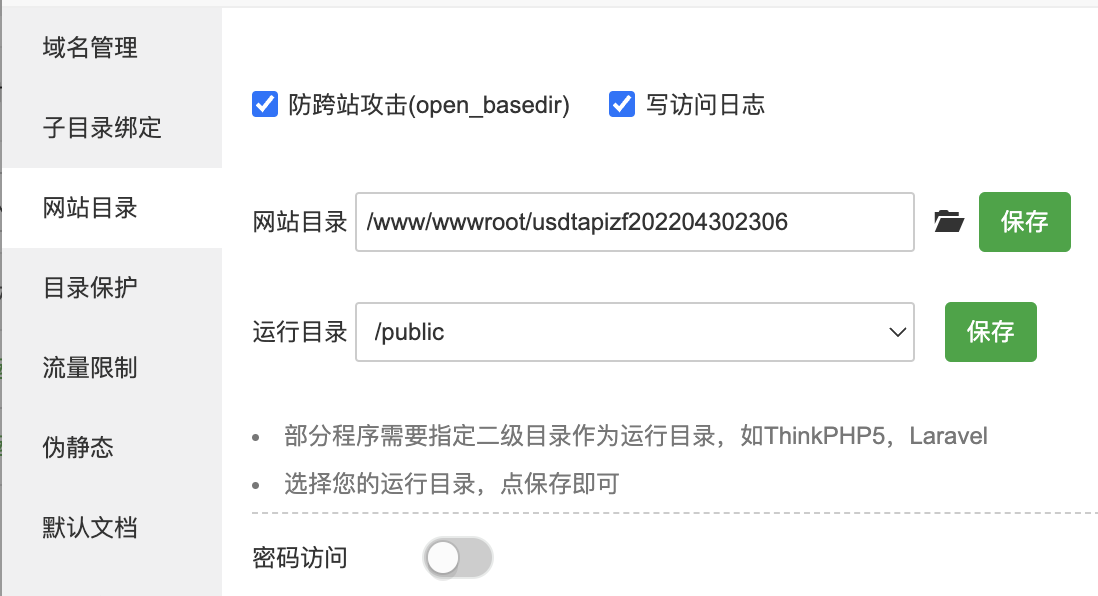 域名管理
子目录绑定
网站目录
目录保护
流量限制
伪静态
默认文档
防跨站攻击(open_basedir) 写访问日志
网站目录 /www/wwwroot/usdtapizf202204302306 保存
运行目录 /public 保存
部分程序需要指定二级目录作为运行目录，如ThinkPHP5，Laravel
选择您的运行目录，点保存即可
密码访问